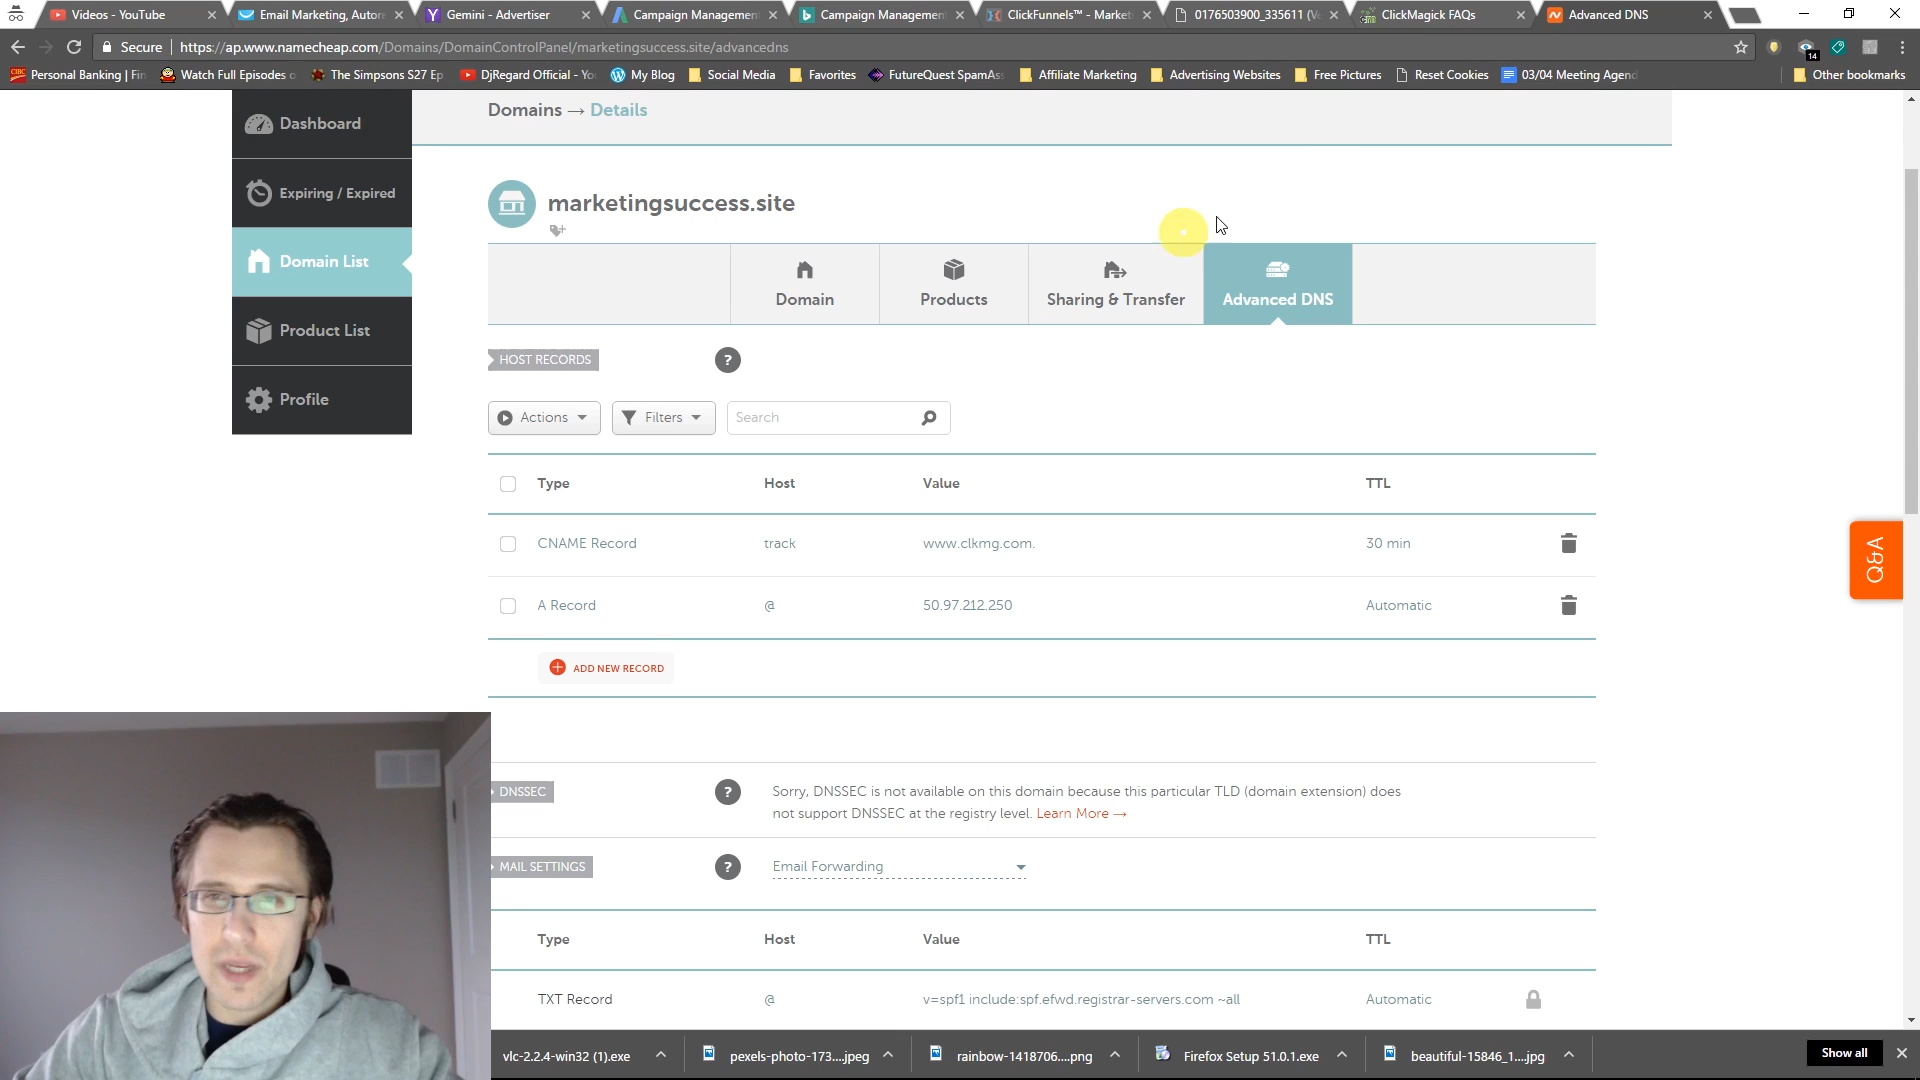 Videos - YouTube
Email Marketing, Autore
Gemini - Advertiser
Campaign Managemen
Campaign Managemen
ClickFunnels™ - Marketi
0176503900_335611 (V
ClickMagick FAQs
Advanced DNS
Secure
https://ap.www.namecheap.com/Domains/DomainControlPanel/marketingsuccess.site/advancedns
14
Personal Banking | Fin
Watch Full Episodes o
The Simpsons S27 Ep
DjRegard Official - Yo
My Blog
Social Media
Favorites
FutureQuest SpamAss
Affiliate Marketing
Advertising Websites
Free Pictures
Reset Cookies
03/04 Meeting Agend
Other bookmarks
Dashboard
Expiring / Expired
Domain List
Product List
Profile
Domains → Details
marketingsuccess.site
Domain
Products
Sharing & Transfer
Advanced DNS
HOST RECORDS
?
Actions
Filters
Search
Type Host Value TTL
CNAME Record track www.clkmg.com. 30 min
A Record @ 50.97.212.250 Automatic
ADD NEW RECORD
Q&A
DNSSEC
?
Sorry, DNSSEC is not available on this domain because this particular TLD (domain extension) does
not support DNSSEC at the registry level. Learn More →
MAIL SETTINGS
?
Email Forwarding
Type Host Value TTL
TXT Record @ v=spf1 include:spf.efwd.registrar-servers.com ~all Automatic
vlc-2.2.4-win32 (1).exe
pexels-photo-173....jpeg
rainbow-1418706....png
Firefox Setup 51.0.1.exe
beautiful-15846_1....jpg
Show all